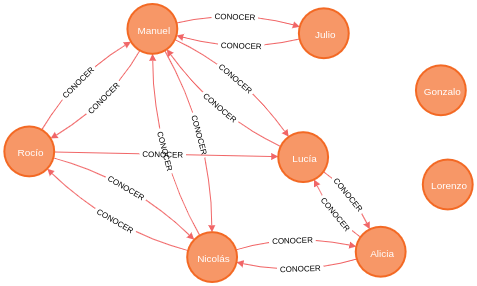 Manuel
CONOCER
Julio
CONOCER
CONOCER
CONOCER
CONOCER
Gonzalo
CONOCER
CONOCER
CONOCER
CONOCER
Rocío
CONOCER
Lucía
CONOCER
Lorenzo
CONOCER
CONOCER
CONOCER
Nicolás
CONOCER
Alicia
CONOCER